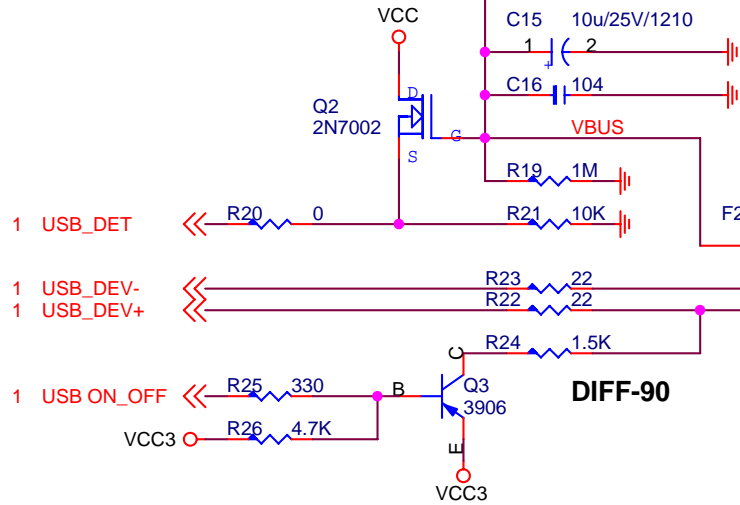 VCC
C15 10u/25V/1210
1 2
+
C16 104
D
Q2
2N7002
G
VBUS
S
R19 1M
1 USB_DET R20 0 R21 10K F2
1 USB_DEV- R23 22
1 USB_DEV+ R22 22
C R24 1.5K
1 USB ON_OFF R25 330 B Q3
3906
DIFF-90
VCC3 R26 4.7K
E
VCC3